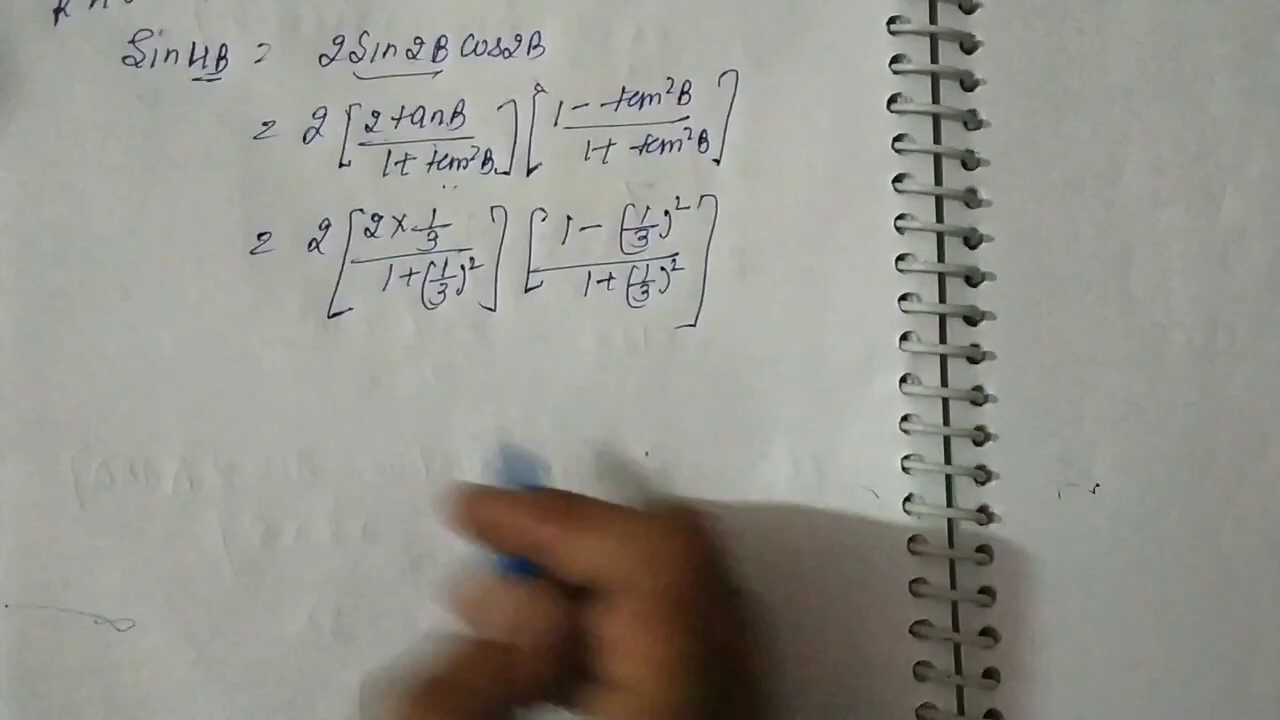 Sin4B = 2Sin2B Cos2B
= 2 [2tanB / 1 + tan²B] [1 - tan²B / 1 + tan²B]
= 2 [2 × 1/3 / 1 + (1/3)²] [1 - (1/3)² / 1 + (1/3)²]